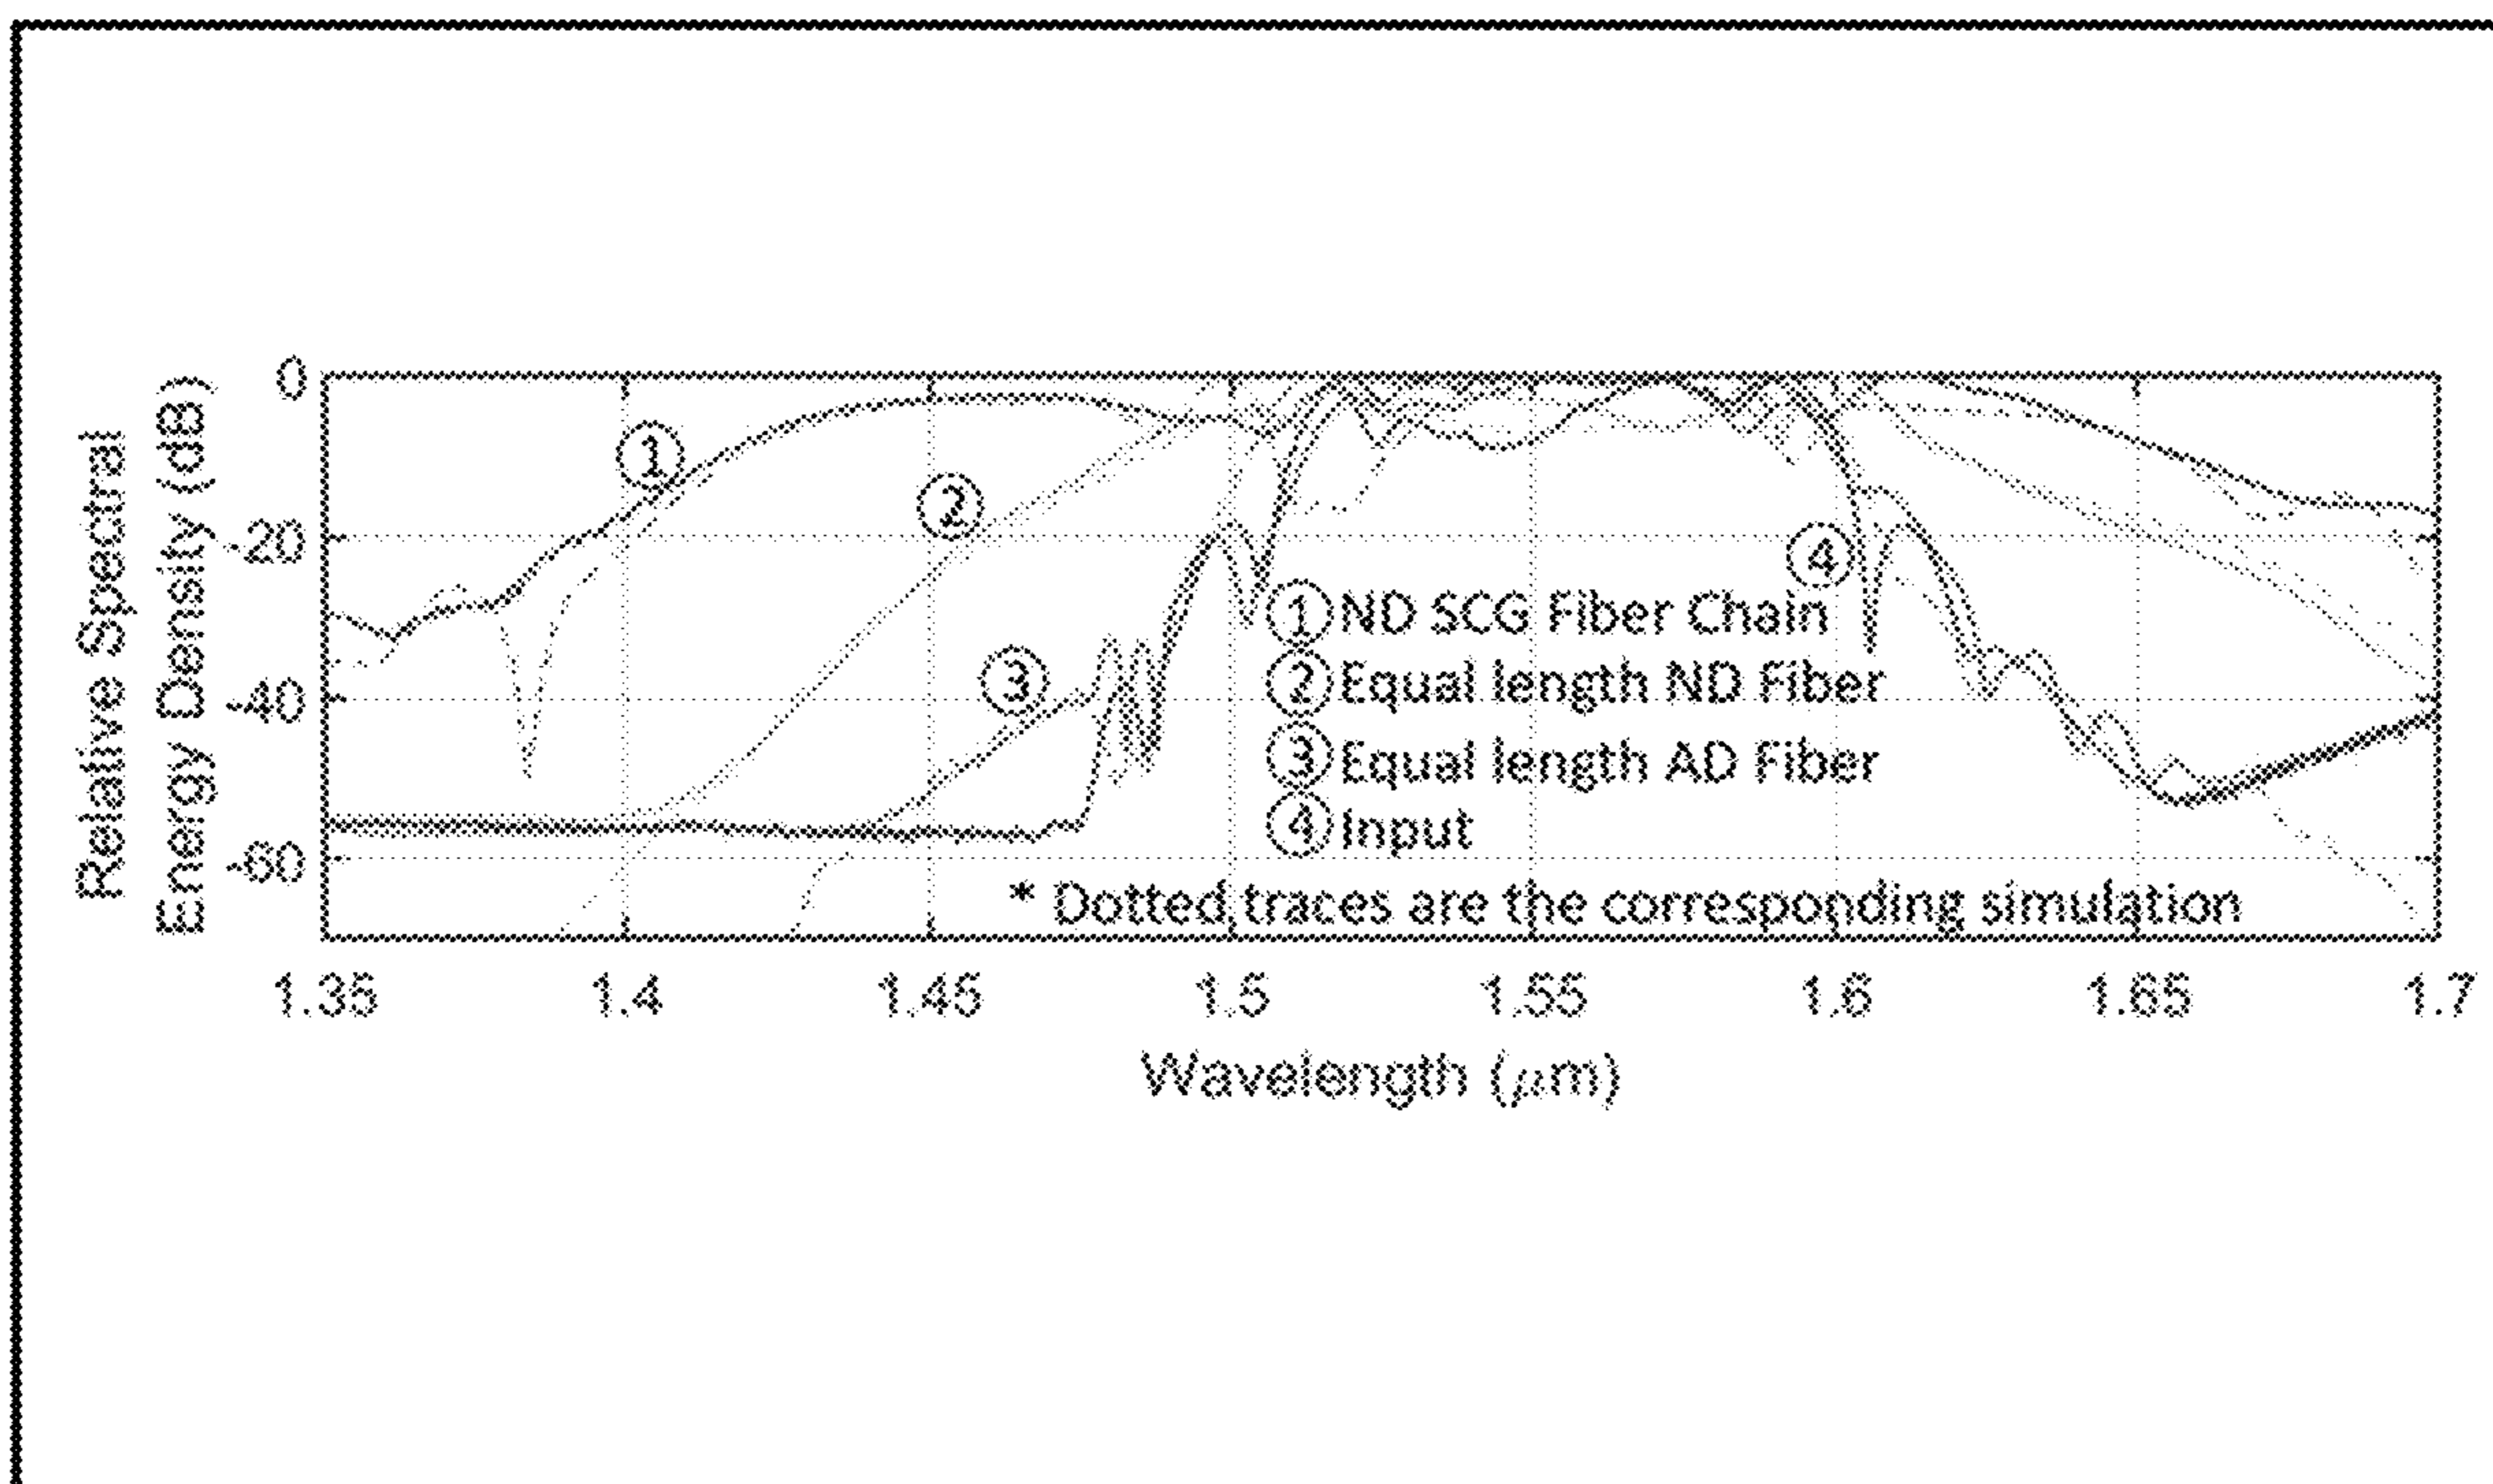 Relative Spectral
Energy Density (dB)
0
-20
-40
-60
1
2
3
4
1 ND SCG Fiber Chain
2 Equal length ND Fiber
3 Equal length AD Fiber
4 Input
* Dotted traces are the corresponding simulation
1.35 1.4 1.45 1.5 1.55 1.6 1.65 1.7
Wavelength (μm)